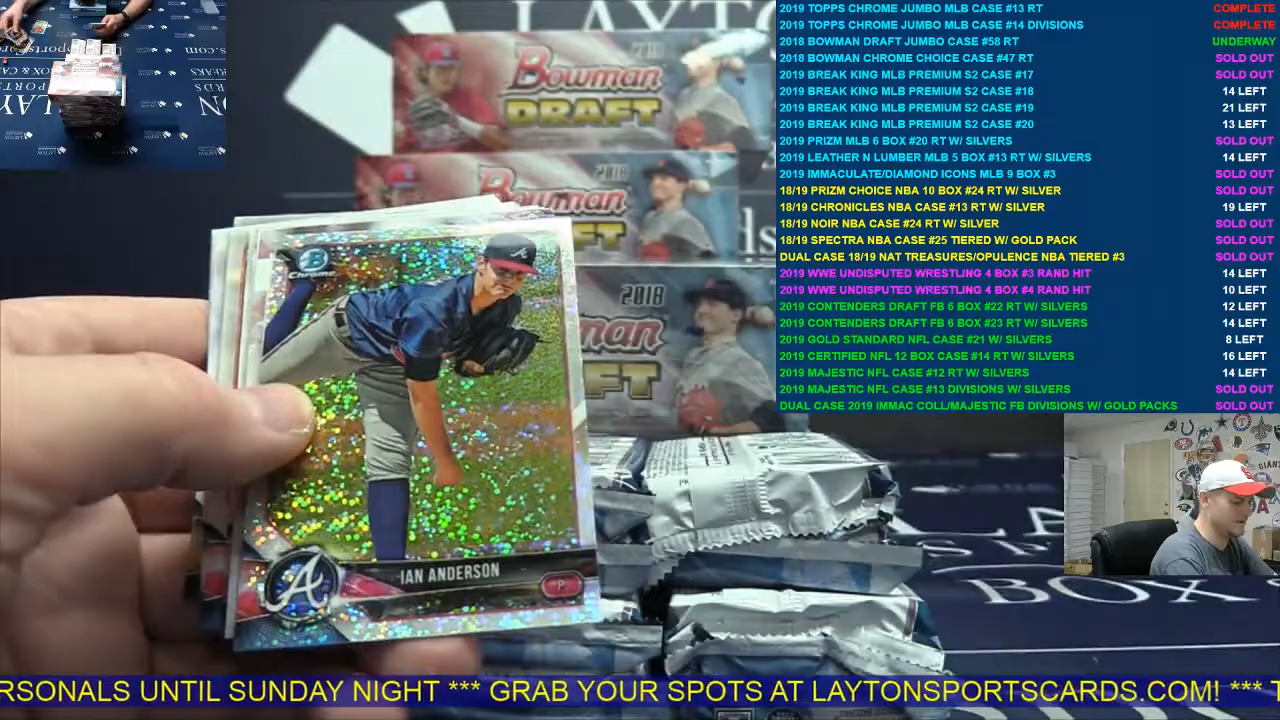 2019 TOPPS CHROME JUMBO MLB CASE #13 RT COMPLETE
2019 TOPPS CHROME JUMBO MLB CASE #14 DIVISIONS COMPLETE
2018 BOWMAN DRAFT JUMBO CASE #58 RT UNDERWAY
2018 BOWMAN CHROME CHOICE CASE #47 RT SOLD OUT
2019 BREAK KING MLB PREMIUM S2 CASE #17 SOLD OUT
2019 BREAK KING MLB PREMIUM S2 CASE #18 14 LEFT
2019 BREAK KING MLB PREMIUM S2 CASE #19 21 LEFT
2019 BREAK KING MLB PREMIUM S2 CASE #20 13 LEFT
2019 PRIZM MLB 6 BOX #20 RT W/ SILVERS SOLD OUT
2019 LEATHER N LUMBER MLB 5 BOX #13 RT W/ SILVERS 14 LEFT
2019 IMMACULATE/DIAMOND ICONS MLB 9 BOX #3 SOLD OUT
18/19 PRIZM CHOICE NBA 10 BOX #24 RT W/ SILVER SOLD OUT
18/19 CHRONICLES NBA CASE #13 RT W/ SILVER 19 LEFT
18/19 NOIR NBA CASE #24 RT W/ SILVER SOLD OUT
18/19 SPECTRA NBA CASE #25 TIERED W/ GOLD PACK SOLD OUT
DUAL CASE 18/19 NAT TREASURES/OPULENCE NBA TIERED #3 SOLD OUT
2019 WWE UNDISPUTED WRESTLING 4 BOX #3 RAND HIT 14 LEFT
2019 WWE UNDISPUTED WRESTLING 4 BOX #4 RAND HIT 10 LEFT
2019 CONTENDERS DRAFT FB 6 BOX #22 RT W/ SILVERS 12 LEFT
2019 CONTENDERS DRAFT FB 6 BOX #23 RT W/ SILVERS 14 LEFT
2019 GOLD STANDARD NFL CASE #21 W/ SILVERS 8 LEFT
2019 CERTIFIED NFL 12 BOX CASE #14 RT W/ SILVERS 16 LEFT
2019 MAJESTIC NFL CASE #12 RT W/ SILVERS 14 LEFT
2019 MAJESTIC NFL CASE #13 DIVISIONS W/ SILVERS SOLD OUT
DUAL CASE 2019 IMMAC COLL/MAJESTIC FB DIVISIONS W/ GOLD PACKS SOLD OUT
LAYTON
2018
Bowman
DRAFT
2018
Bowman
FT
2018
man
FT
B
Chrome
A
IAN ANDERSON
P
LA
BOX
RSONALS UNTIL SUNDAY NIGHT *** GRAB YOUR SPOTS AT LAYTONSPORTSCARDS.COM! *** T